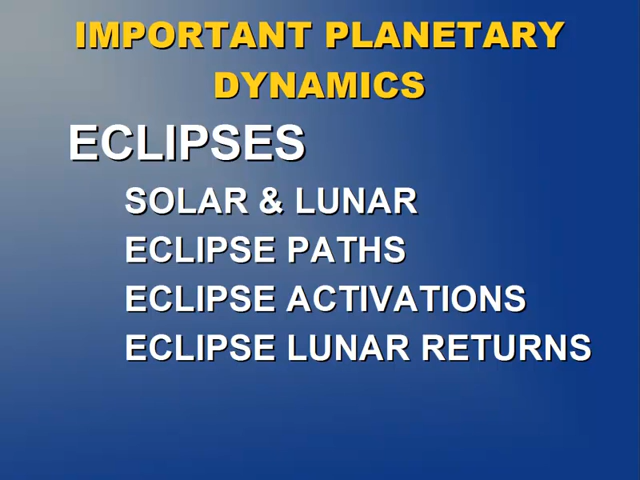 IMPORTANT PLANETARY
DYNAMICS
ECLIPSES
SOLAR & LUNAR
ECLIPSE PATHS
ECLIPSE ACTIVATIONS
ECLIPSE LUNAR RETURNS